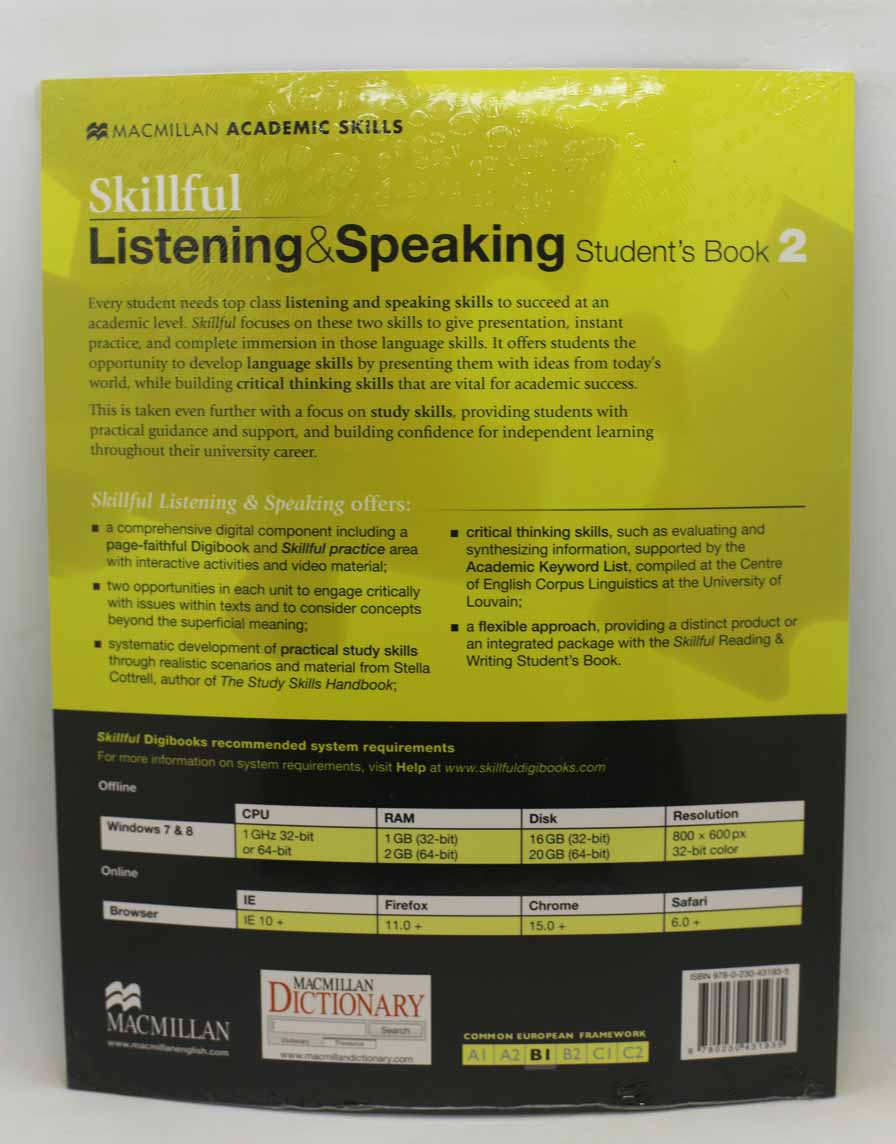 MACMILLAN ACADEMIC SKILLS
Skillful
Listening&Speaking Student's Book 2
Every student needs top class listening and speaking skills to succeed at an
academic level. Skillful focuses on these two skills to give presentation, instant
practice, and complete immersion in those language skills. It offers students the
opportunity to develop language skills by presenting them with ideas from today's
world, while building critical thinking skills that are vital for academic success.
This is taken even further with a focus on study skills, providing students with
practical guidance and support, and building confidence for independent learning
throughout their university career.
Skillful Listening & Speaking offers:
■ a comprehensive digital component including a
page-faithful Digibook and Skillful practice area
with interactive activities and video material;
■ two opportunities in each unit to engage critically
with issues within texts and to consider concepts
beyond the superficial meaning;
■ systematic development of practical study skills
through realistic scenarios and material from Stella
Cottrell, author of The Study Skills Handbook;
■ critical thinking skills, such as evaluating and
synthesizing information, supported by the
Academic Keyword List, compiled at the Centre
of English Corpus Linguistics at the University of
Louvain;
■ a flexible approach, providing a distinct product or
an integrated package with the Skillful Reading &
Writing Student's Book.
Skillful Digibooks recommended system requirements
For more information on system requirements, visit Help at www.skillfuldigibooks.com
Offline
CPU RAM Disk Resolution
Windows 7 & 8 1 GHz 32-bit 1 GB (32-bit) 16 GB (32-bit) 800 × 600 px
or 64-bit 2 GB (64-bit) 20 GB (64-bit) 32-bit color
Online
IE Firefox Chrome Safari
Browser IE 10 + 11.0 + 15.0 + 6.0 +
MACMILLAN
www.macmillanenglish.com
MACMILLAN
DICTIONARY
Search
Dictionary Thesaurus
www.macmillandictionary.com
COMMON EUROPEAN FRAMEWORK
A1 A2 B1 B2 C1 C2
ISBN 978-0-230-43193-5
9 780230 431935